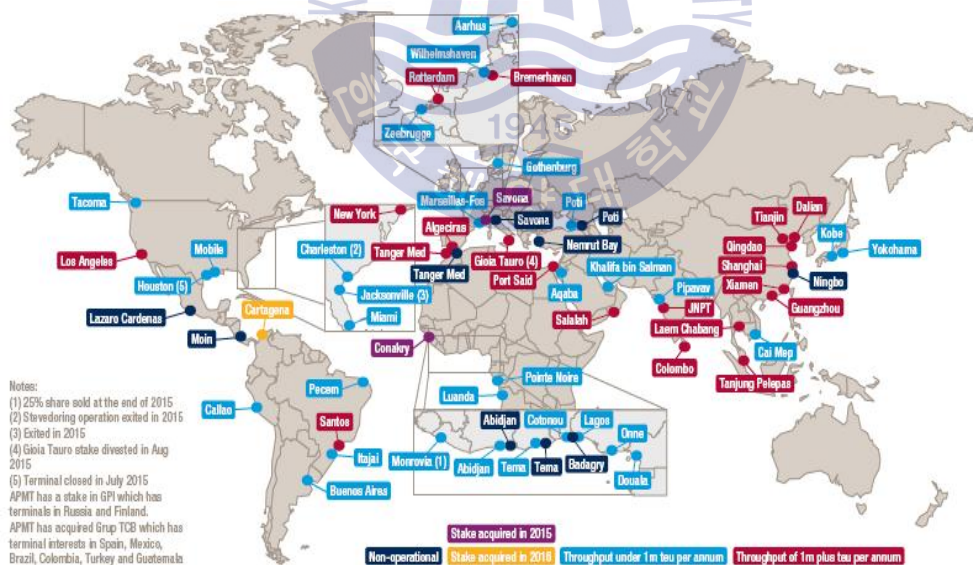 Aarhus
Wilhelmshaven
Rotterdam
Bremerhaven
Zeebrugge
1945
Gothenburg
Tacoma
Marseilles-Fos
Savona
Poti
Dalian
New York
Algeciras
Savona
Poti
Tianjin
Kobe
Mobile
Charleston (2)
Tanger Med
Nemrut Bay
Qingdao
Yokohama
Los Angeles
Gioia Tauro (4)
Khalifa bin Salman
Shanghai
Houston (5)
Tanger Med
Port Said
Ningbo
Jacksonville (3)
Aqaba
Pipavav
Xiamen
Lazaro Cardenas
Cartagena
Miami
Salalah
JNPT
Guangzhou
Moin
Conakry
Laem Chabang
Cai Mep
Colombo
Pecem
Pointe Noire
Tanjung Pelepas
Callao
Luanda
Santos
Abidjan
Cotonou
Lagos
Onne
Itajai
Monrovia (1)
Abidjan
Tema
Tema
Badagry
Douala
Buenos Aires
Notes:
(1) 25% share sold at the end of 2015
(2) Stevedoring operation exited in 2015
(3) Exited in 2015
(4) Gioia Tauro stake divested in Aug
2015
(5) Terminal closed in July 2015
APMT has a stake in GPI which has
terminals in Russia and Finland.
APMT has acquired Grup TCB which has
terminal interests in Spain, Mexico,
Brazil, Colombia, Turkey and Guatemala
Stake acquired in 2015
Non-operational
Stake acquired in 2016
Throughput under 1m teu per annum
Throughput of 1m plus teu per annum